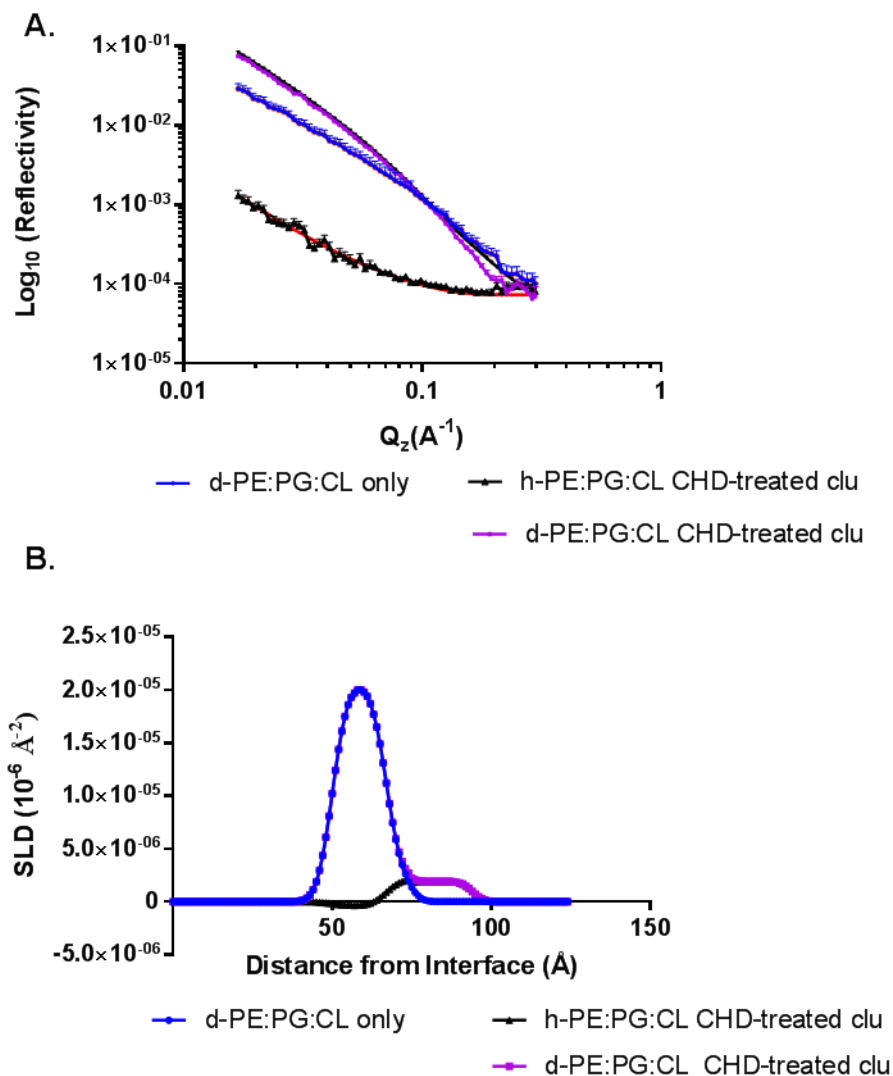 A.
1×10⁻⁰¹
1×10⁻⁰²
1×10⁻⁰³
1×10⁻⁰⁴
1×10⁻⁰⁵
Log₁₀ (Reflectivity)
0.01 0.1 1
Q_z(A⁻¹)
d-PE:PG:CL only h-PE:PG:CL CHD-treated clu
d-PE:PG:CL CHD-treated clu
B.
2.5×10⁻⁰⁵
2.0×10⁻⁰⁵
1.5×10⁻⁰⁵
1.0×10⁻⁰⁵
5.0×10⁻⁰⁶
0
-5.0×10⁻⁰⁶
SLD (10⁻⁶ Å⁻²)
50 100 150
Distance from Interface (Å)
d-PE:PG:CL only h-PE:PG:CL CHD-treated clu
d-PE:PG:CL CHD-treated clu